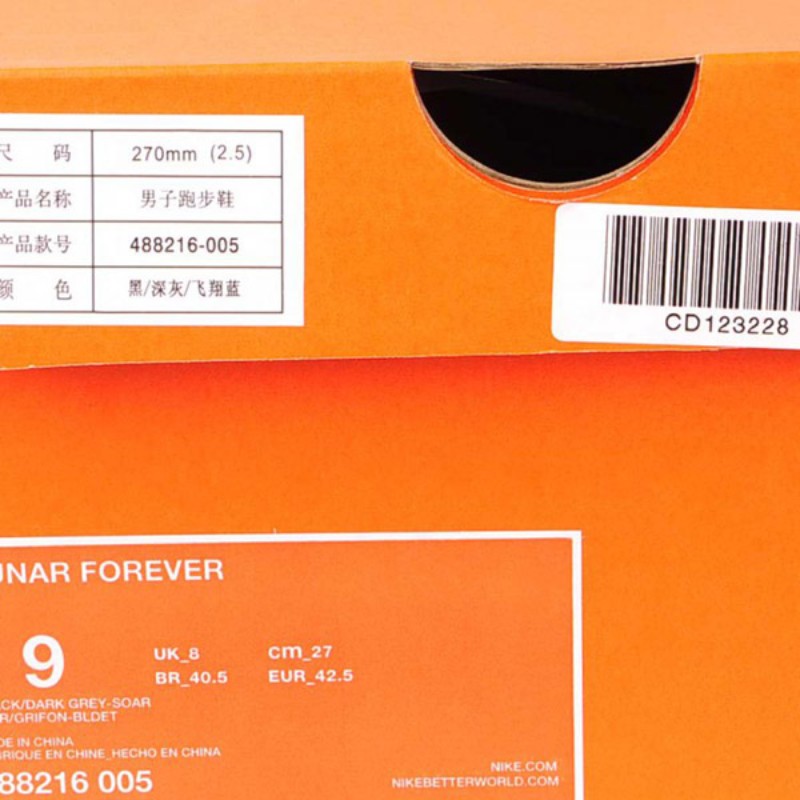 尺 码 270mm (2.5)
产品名称 男子跑步鞋
产品款号 488216-005
颜 色 黑/深灰/飞翔蓝
CD123228
UNAR FOREVER
9
UK_8 cm_27
BR_40.5 EUR_42.5
CK/DARK GREY-SOAR
R/GRIFON-BLDET
DE IN CHINA
BRIQUE EN CHINE_HECHO EN CHINA
88216 005
NIKE.COM
NIKEBETTERWORLD.COM